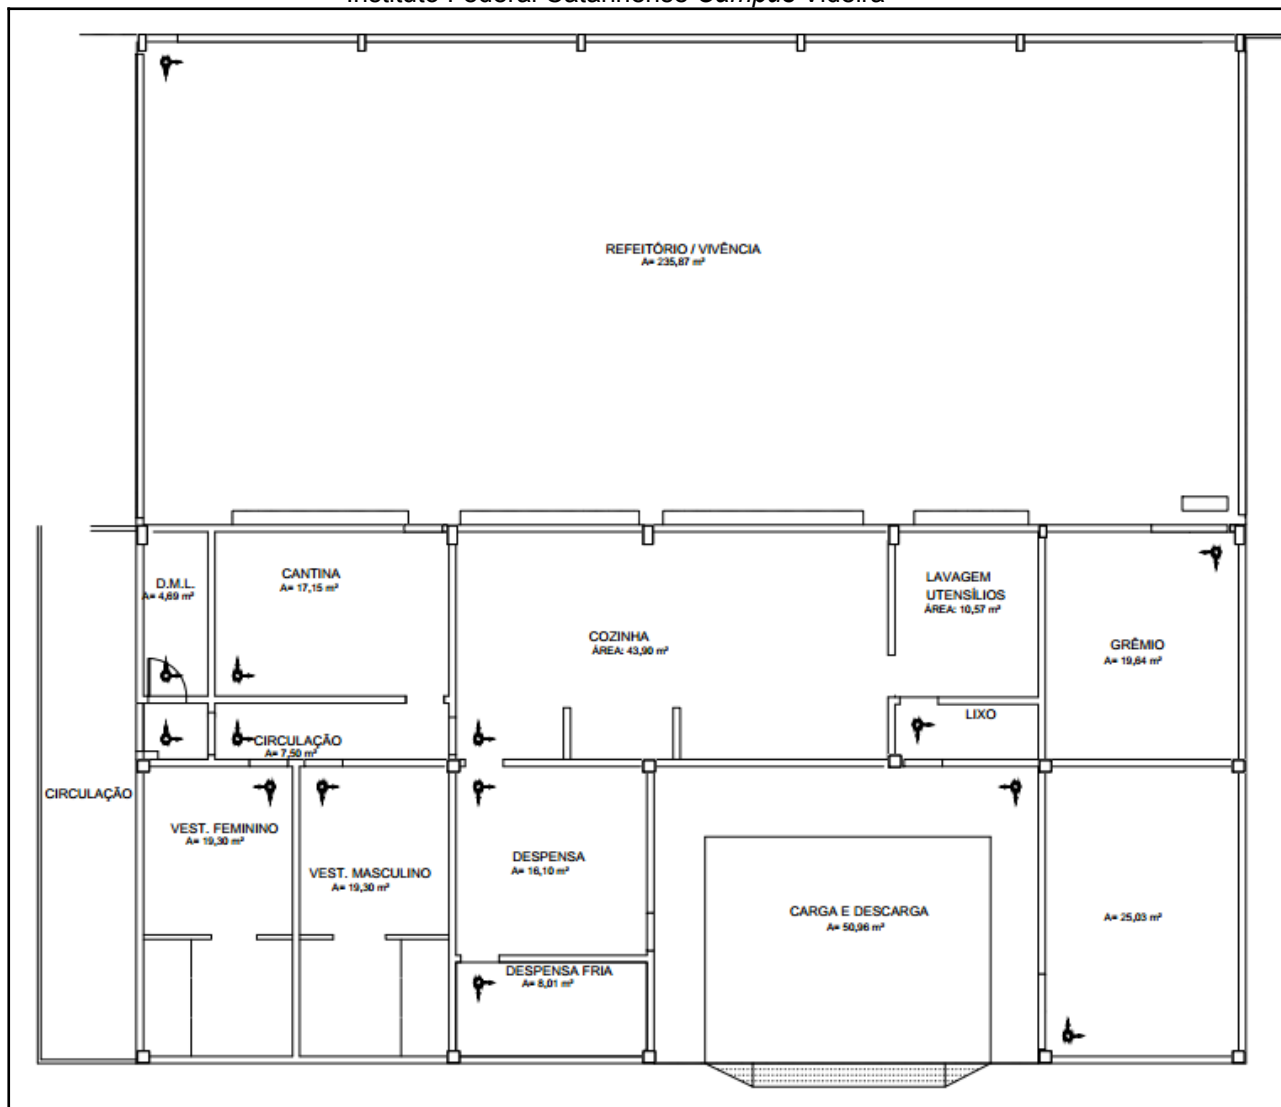 Instituto Federal Catarinense Campus Videira
REFEITÓRIO / VIVÊNCIA
A= 235,87 m²
D.M.L.
A= 4,69 m²
CANTINA
A= 17,15 m²
COZINHA
ÁREA: 43,90 m²
LAVAGEM
UTENSÍLIOS
ÁREA: 10,57 m²
GRÊMIO
A= 19,64 m²
LIXO
CIRCULAÇÃO
A= 7,50 m²
CIRCULAÇÃO
VEST. FEMININO
A= 19,30 m²
VEST. MASCULINO
A= 19,30 m²
DESPENSA
A= 16,10 m²
CARGA E DESCARGA
A= 50,96 m²
A= 25,03 m²
DESPENSA FRIA
A= 8,01 m²